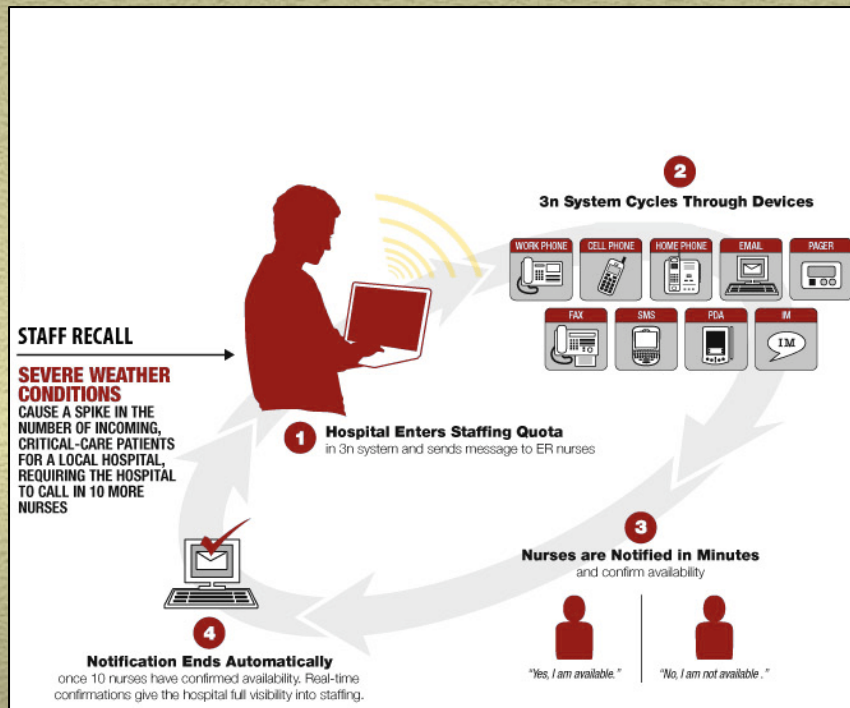 2
3n System Cycles Through Devices
WORK PHONE
CELL PHONE
HOME PHONE
EMAIL
PAGER
FAX
SMS
PDA
IM
IM
STAFF RECALL
SEVERE WEATHER
CONDITIONS
CAUSE A SPIKE IN THE
NUMBER OF INCOMING,
CRITICAL-CARE PATIENTS
FOR A LOCAL HOSPITAL,
REQUIRING THE HOSPITAL
TO CALL IN 10 MORE
NURSES
1 Hospital Enters Staffing Quota
in 3n system and sends message to ER nurses
3
Nurses are Notified in Minutes
and confirm availability
"Yes, I am available."
"No, I am not available ."
4
Notification Ends Automatically
once 10 nurses have confirmed availability. Real-time
confirmations give the hospital full visibility into staffing.